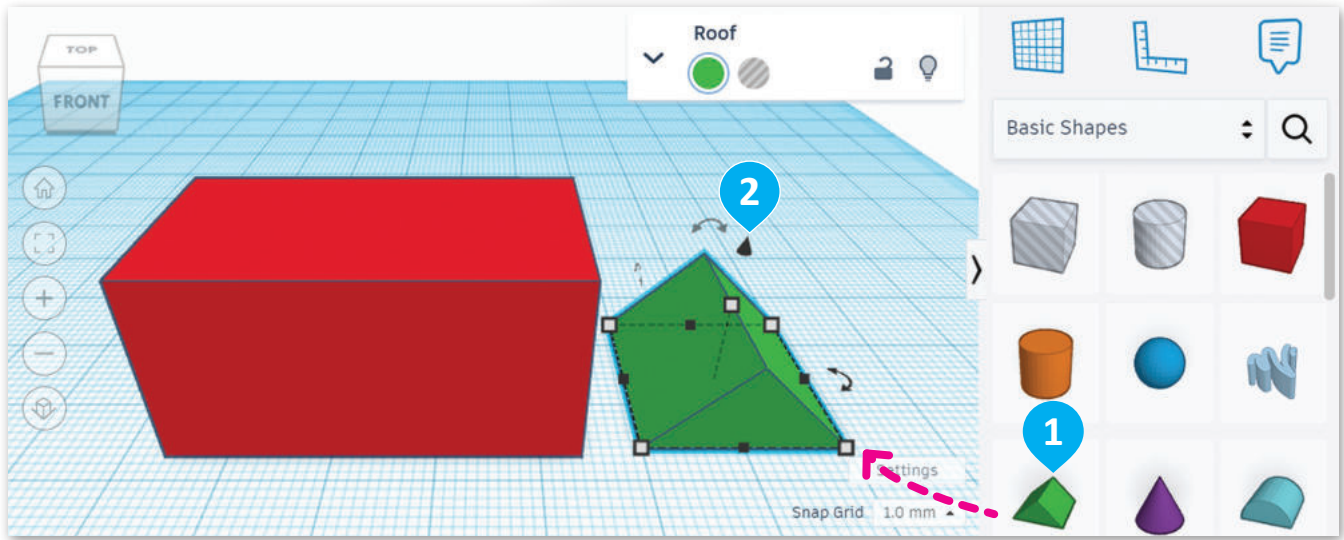 TOP
FRONT
Roof
Basic Shapes
2
1
Settings
Snap Grid 1.0 mm